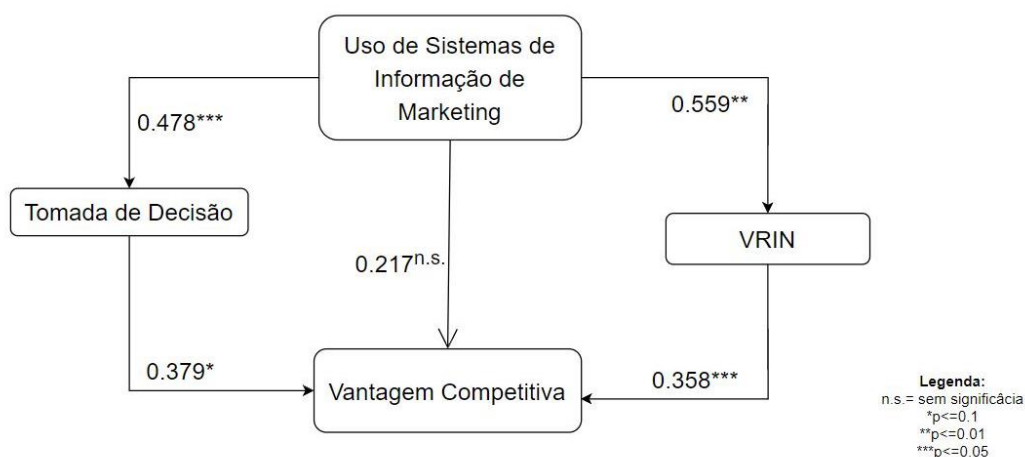 Uso de Sistemas de
Informação de
Marketing
0.478***
0.559**
Tomada de Decisão
VRIN
0.217n.s.
0.379*
0.358***
Vantagem Competitiva
Legenda:
n.s.= sem significâcia
*p<=0.1
**p<=0.01
***p<=0.05